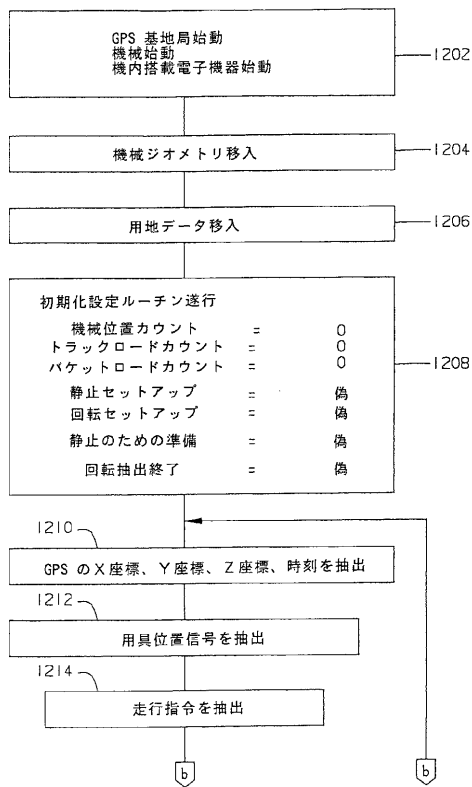 GPS 基地局始動
機械始動
機内搭載電子機器始動
1202
機械ジオメトリ移入
1204
用地データ移入
1206
初期化設定ルーチン遂行
機械位置カウント = 0
トラックロードカウント = 0
バケットロードカウント = 0
静止セットアップ = 偽
回転セットアップ = 偽
静止のための準備 = 偽
回転抽出終了 = 偽
1208
1210
GPS のX座標、Y座標、Z座標、時刻を抽出
1212
用具位置信号を抽出
1214
走行指令を抽出
b
b